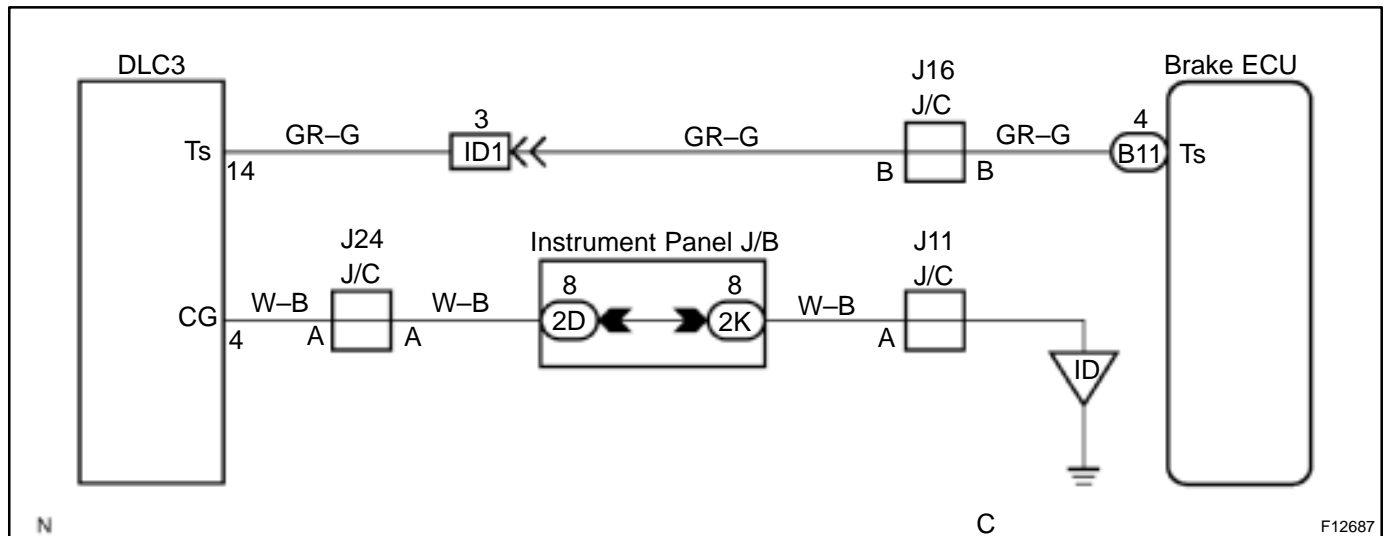 DLC3
J16
J/C
Brake ECU
Ts
14
GR–G
3
ID1
GR–G
B
B
GR–G
4
B11
Ts
J24
J/C
Instrument Panel J/B
J11
J/C
CG
4
W–B
A
A
W–B
8
2D
8
2K
W–B
A
ID
N
C
F12687